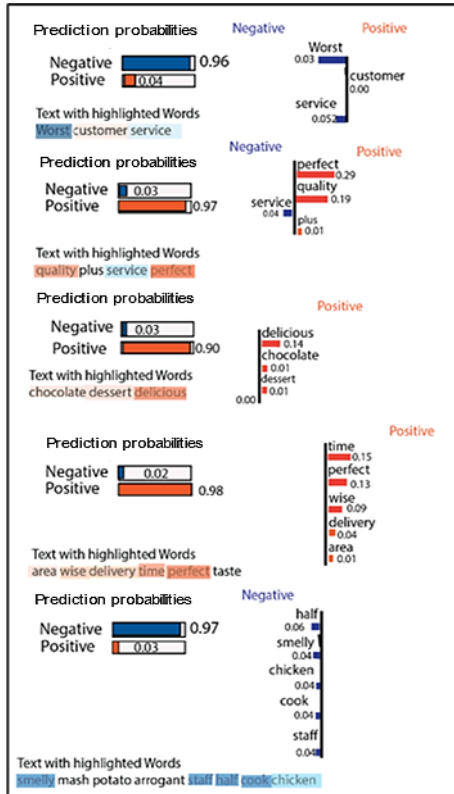 Prediction probabilities
Negative 0.96
Positive 0.04
Negative Positive
Worst
0.03
customer
0.00
service
0.052
Text with highlighted Words
Worst customer service
Prediction probabilities
Negative 0.03
Positive 0.97
Negative Positive
perfect
0.29
quality
0.19
service
0.04
plus
0.01
Text with highlighted Words
quality plus service perfect
Prediction probabilities
Negative 0.03
Positive 0.90
Positive
delicious
0.14
chocolate
0.01
dessert
0.01
0.00
Text with highlighted Words
chocolate dessert delicious
Prediction probabilities
Negative 0.02
Positive 0.98
Positive
time
0.15
perfect
0.13
wise
0.09
delivery
0.04
area
0.01
Text with highlighted Words
area wise delivery time perfect taste
Prediction probabilities
Negative 0.97
Positive 0.03
Negative
half
0.06
smelly
0.04
chicken
0.04
cook
0.04
staff
0.04
Text with highlighted Words
smelly mash potato arrogant staff half cook chicken